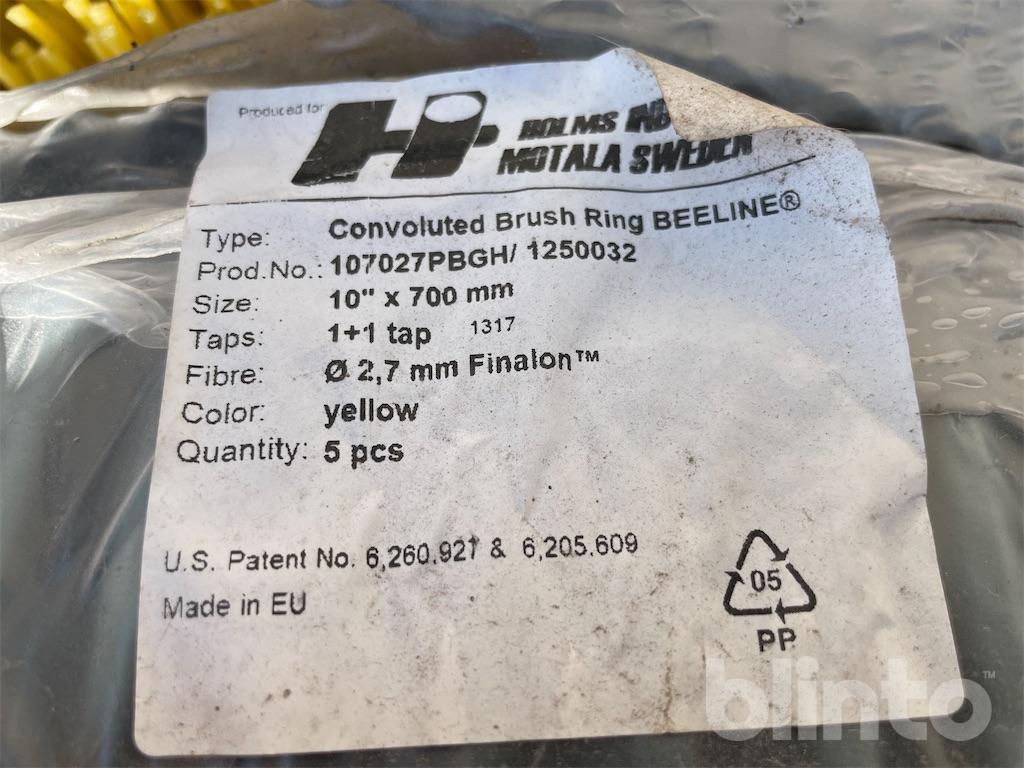 Produced for
HOLMS
MOTALA SWEDEN
Type: Convoluted Brush Ring BEELINE®
Prod.No.: 107027PBGH/ 1250032
Size: 10" x 700 mm
Taps: 1+1 tap 1317
Fibre: Ø 2,7 mm Finalon™
Color: yellow
Quantity: 5 pcs
U.S. Patent No. 6,260.921 & 6,205.609
Made in EU
05
PP
blinto™